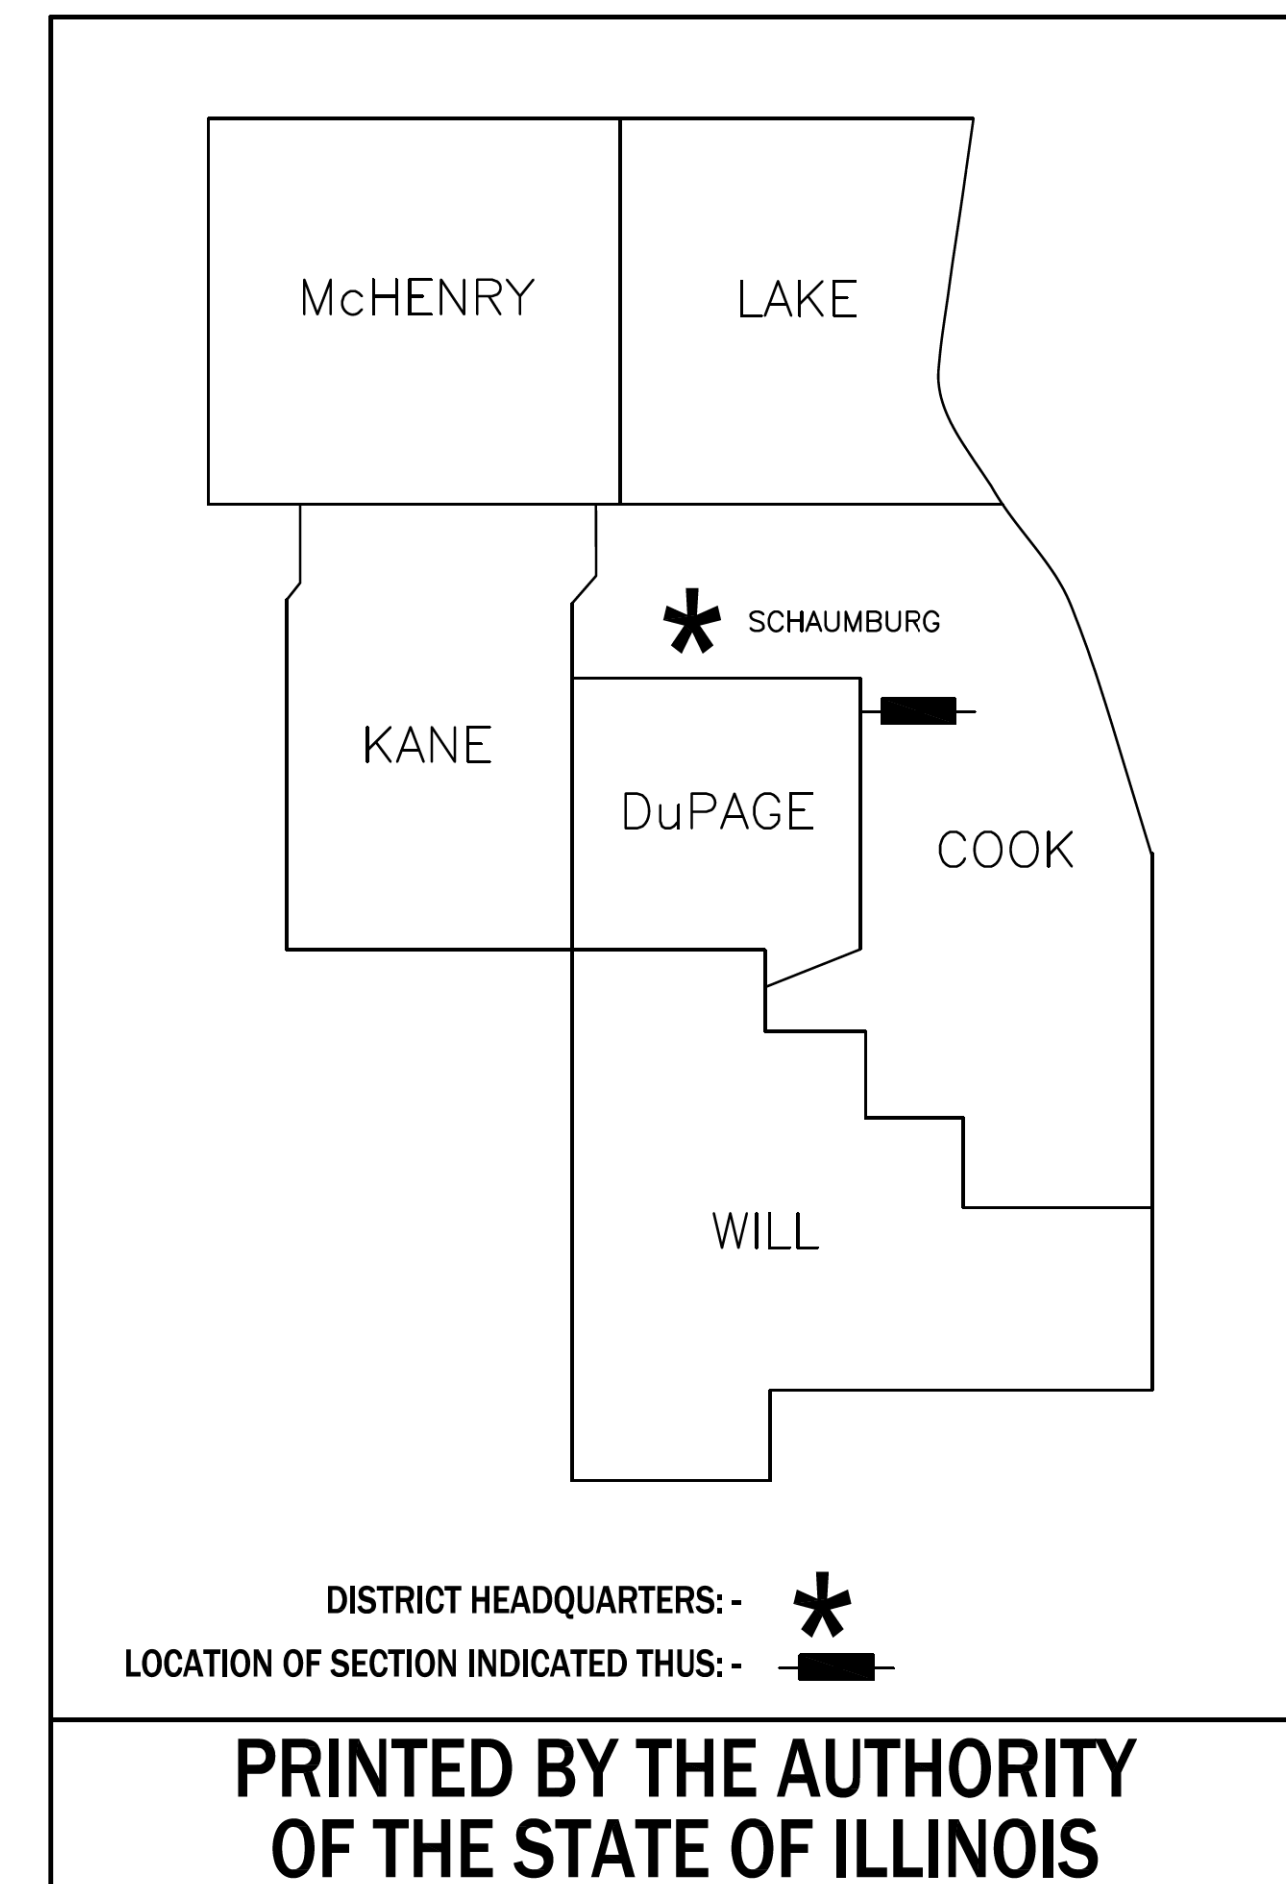 McHENRY
LAKE
SCHAUMBURG
KANE
DuPAGE
COOK
WILL
DISTRICT HEADQUARTERS: -
LOCATION OF SECTION INDICATED THUS: -
PRINTED BY THE AUTHORITY
OF THE STATE OF ILLINOIS